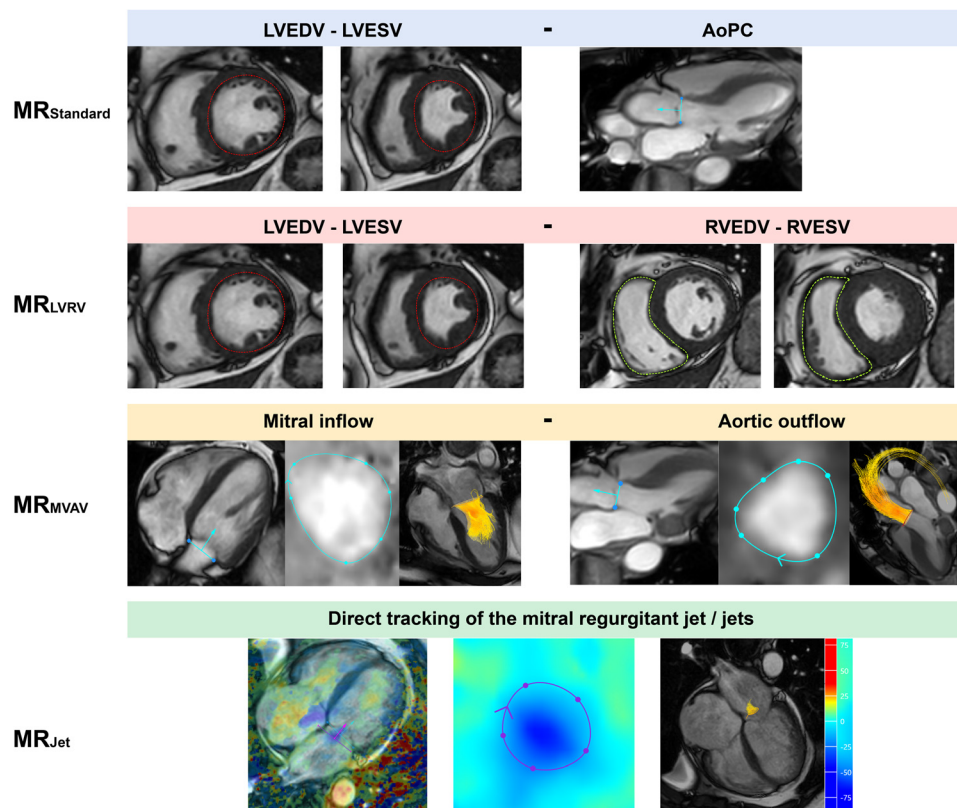 LVEDV - LVESV - AoPC
MRStandard
LVEDV - LVESV - RVEDV - RVESV
MRLVRV
Mitral inflow - Aortic outflow
MRMVAV
Direct tracking of the mitral regurgitant jet / jets
MRJet
75
50
25
0
-25
-50
-75